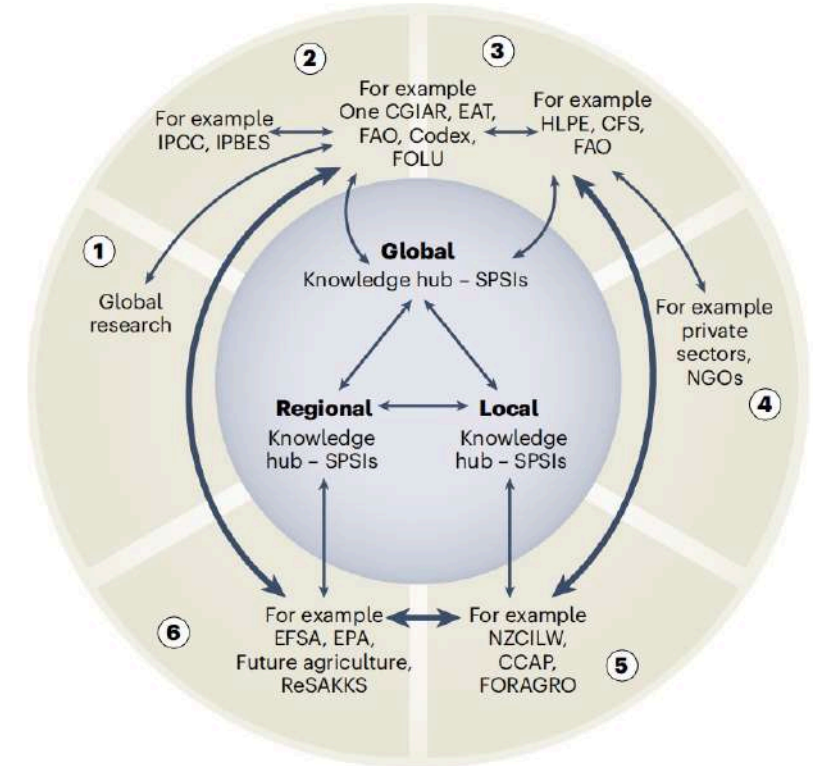 2
3
For example
IPCC, IPBES
For example
One CGIAR, EAT,
FAO, Codex,
FOLU
For example
HLPE, CFS,
FAO
1
Global
research
Global
Knowledge hub – SPSIs
For example
private
sectors,
NGOs
4
Regional
Knowledge
hub – SPSIs
Local
Knowledge
hub – SPSIs
6
For example
EFSA, EPA,
Future agriculture,
ReSAKKS
For example
NZCILW,
CCAP,
FORAGRO
5